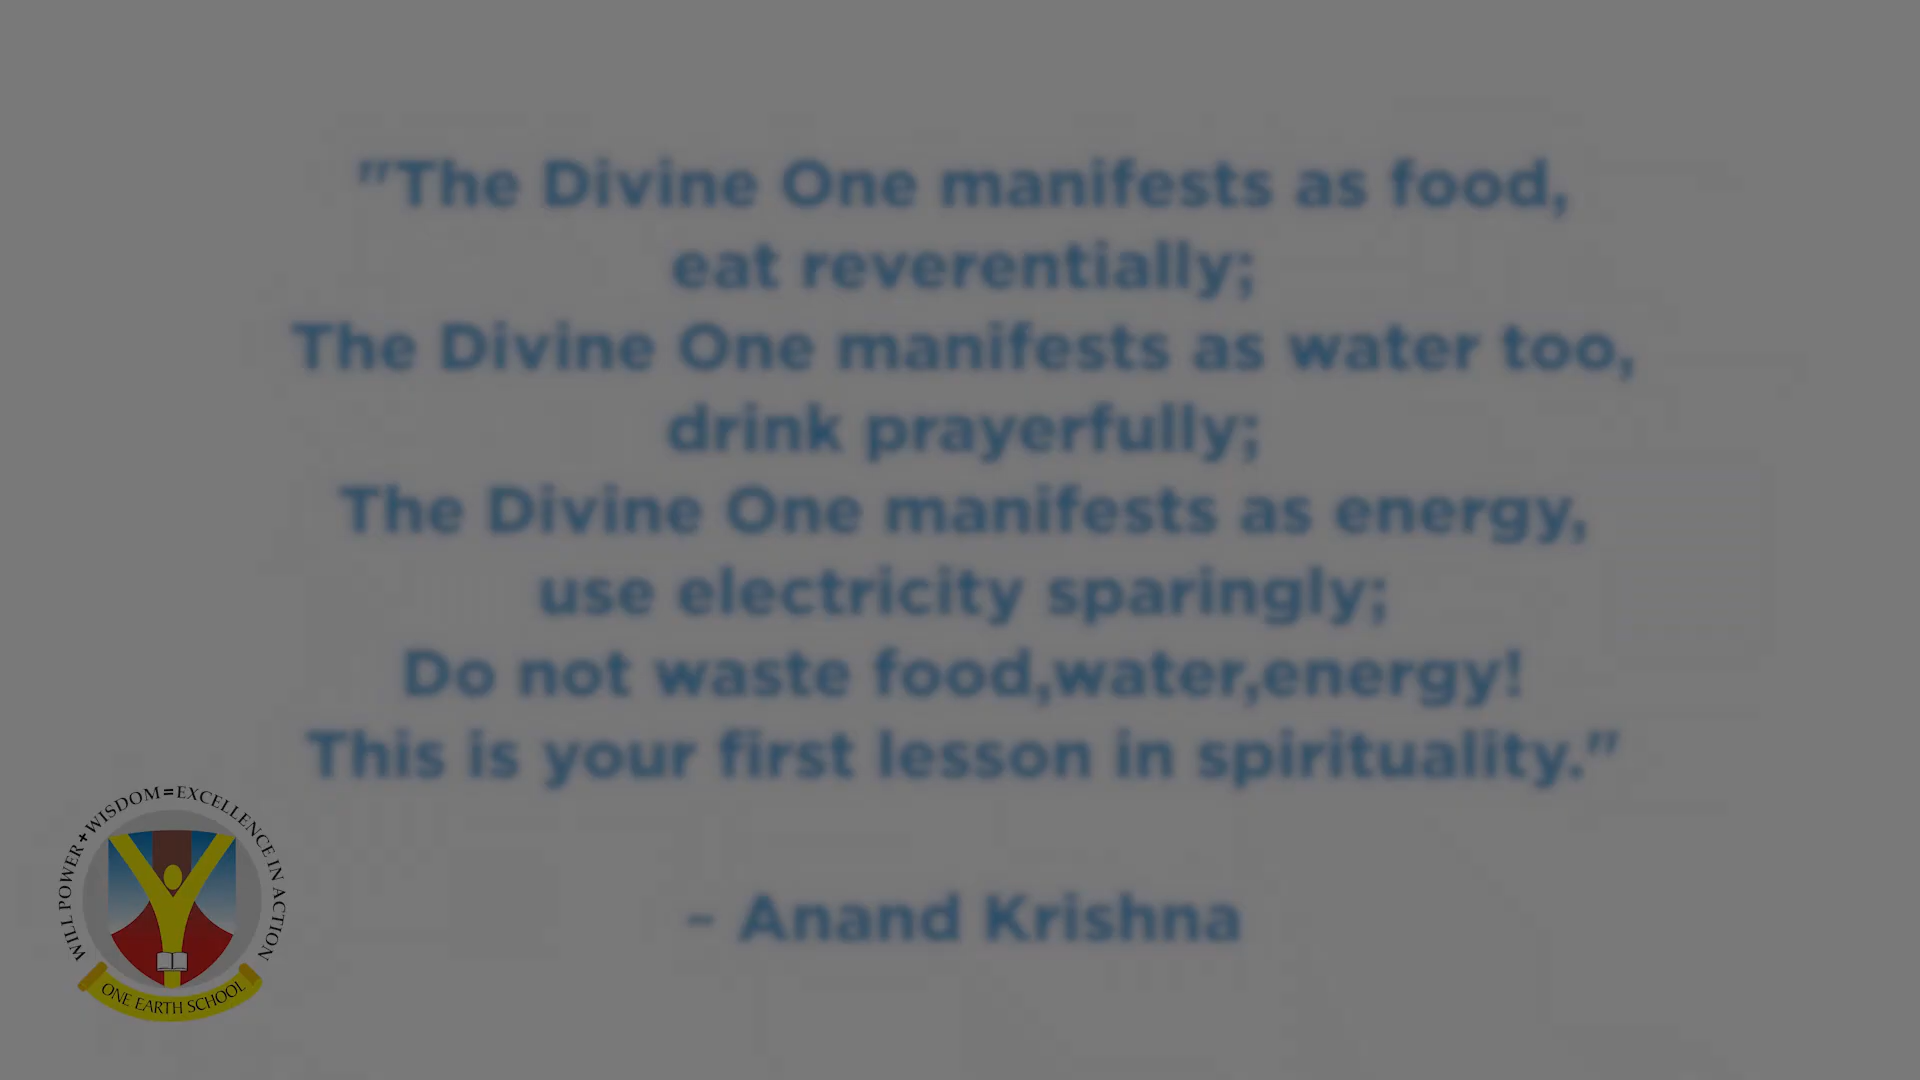 "The Divine One manifests as food,
eat reverentially;
The Divine One manifests as water too,
drink prayerfully;
The Divine One manifests as energy,
use electricity sparingly;
Do not waste food,water,energy!
This is your first lesson in spirituality."
– Anand Krishna
WILL POWER+WISDOM=EXCELLENCE IN ACTION
ONE EARTH SCHOOL